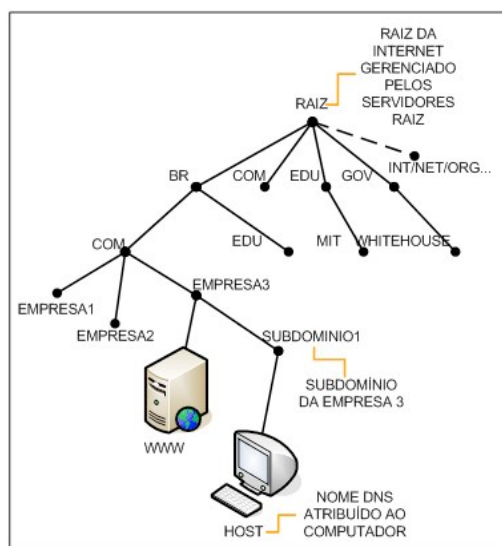 RAIZ DA
INTERNET
GERENCIADO
PELOS
SERVIDORES
RAIZ
RAIZ
INT/NET/ORG...
BR
COM
EDU
GOV
COM
EDU
MIT
WHITEHOUSE
EMPRESA1
EMPRESA2
EMPRESA3
SUBDOMINIO1
SUBDOMÍNIO
DA EMPRESA 3
WWW
HOST
NOME DNS
ATRIBUÍDO AO
COMPUTADOR